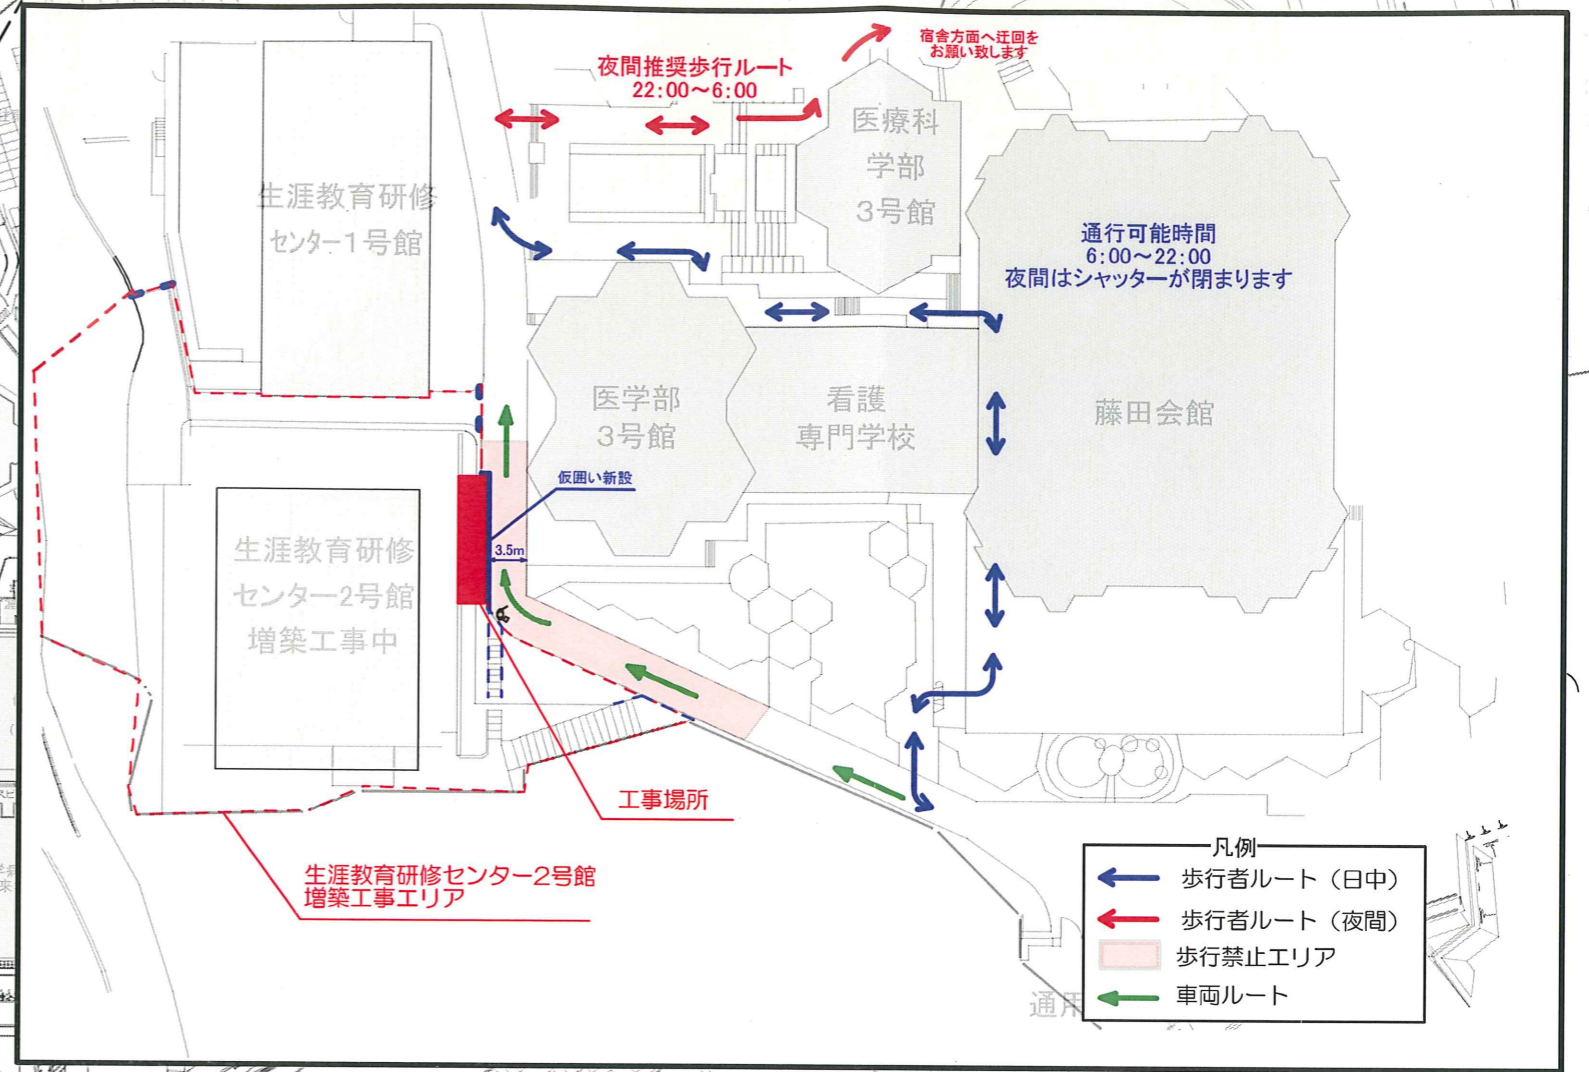 宿舎方面へ迂回を
お願い致します
夜間推奨歩行ルート
22:00～6:00
医療科
学部
3号館
生涯教育研修
センター1号館
通行可能時間
6:00～22:00
夜間はシャッターが閉まります
医学部
3号館
看護
専門学校
藤田会館
仮囲い新設
3.5m
生涯教育研修
センター2号館
増築工事中
工事場所
生涯教育研修センター2号館
増築工事エリア
凡例
歩行者ルート（日中）
歩行者ルート（夜間）
歩行禁止エリア
車両ルート
通用